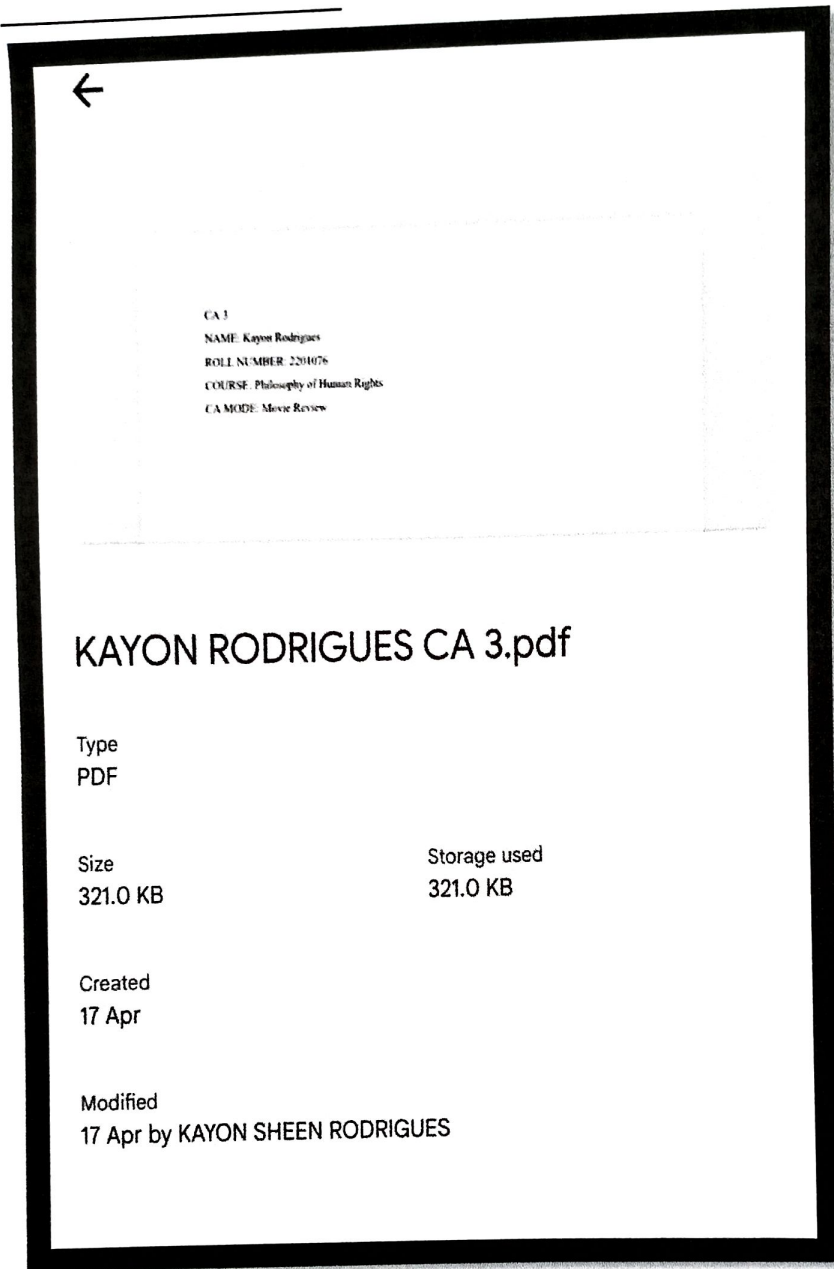 CA 3
NAME: Kayon Rodrigues
ROLL NUMBER: 2201076
COURSE: Philosophy of Human Rights
CA MODE: Movie Review
KAYON RODRIGUES CA 3.pdf
Type
PDF
Size
321.0 KB
Storage used
321.0 KB
Created
17 Apr
Modified
17 Apr by KAYON SHEEN RODRIGUES